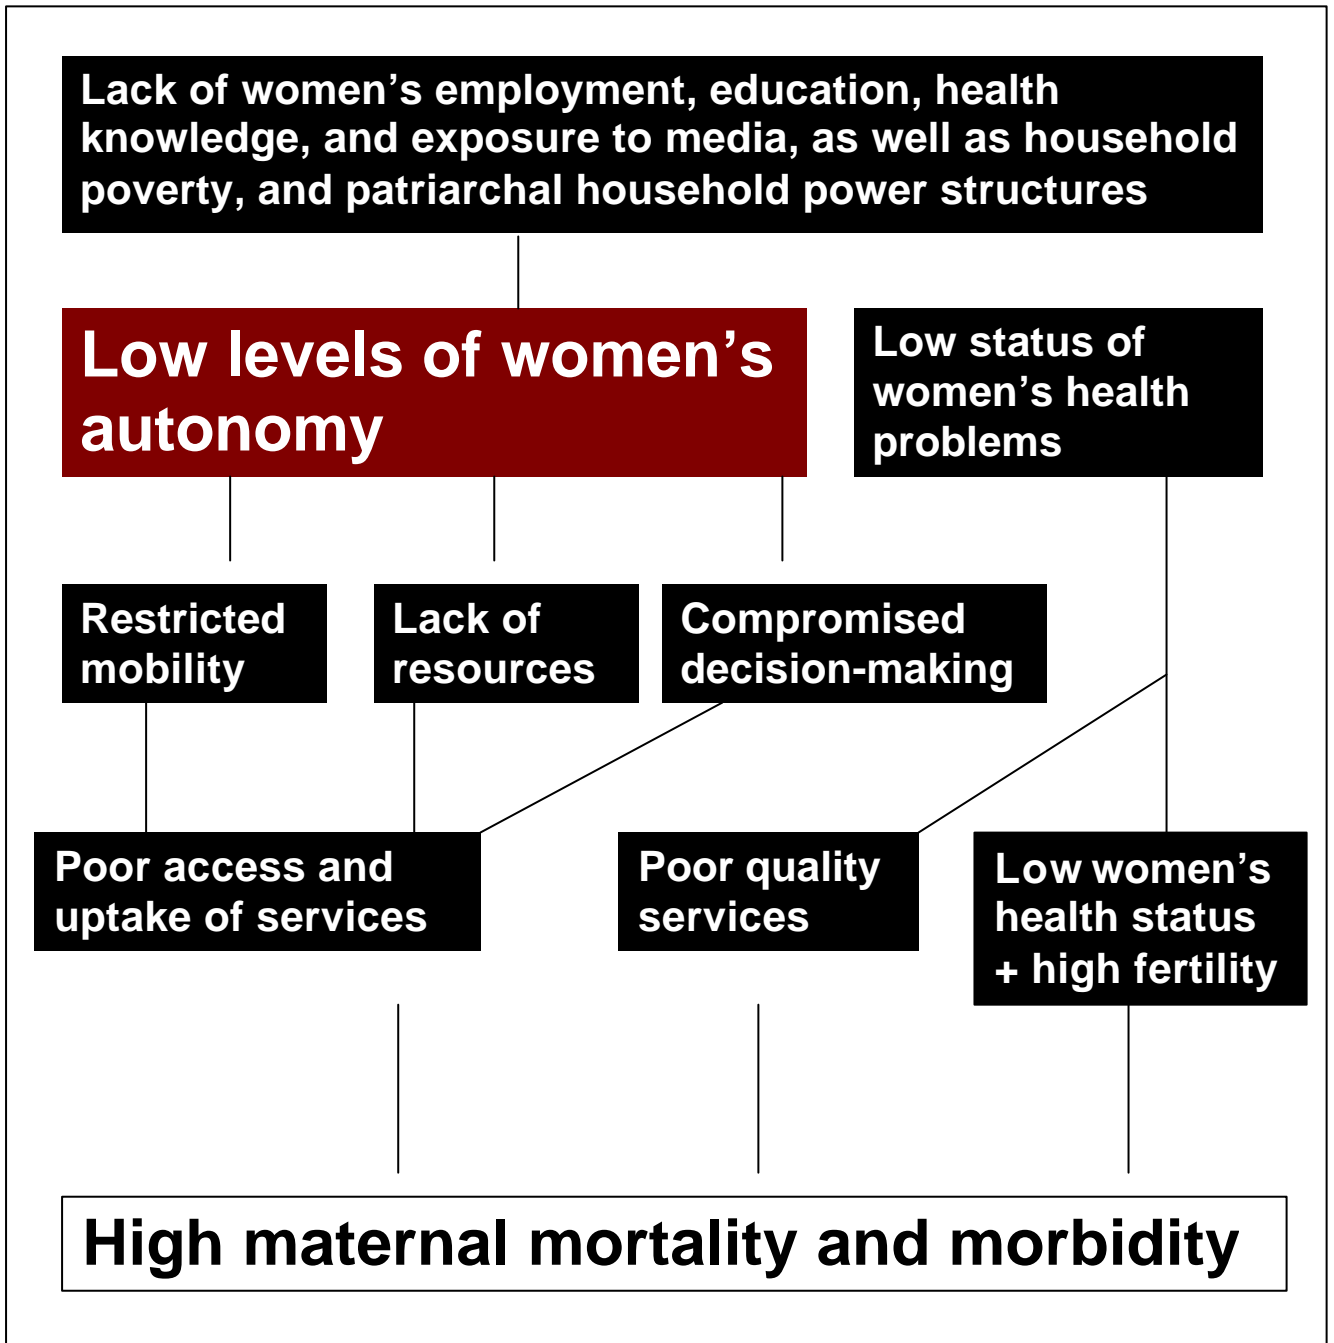 Lack of women’s employment, education, health
knowledge, and exposure to media, as well as household
poverty, and patriarchal household power structures
Low levels of women’s
autonomy
Low status of
women’s health
problems
Restricted
mobility
Lack of
resources
Compromised
decision-making
Poor access and
uptake of services
Poor quality
services
Low women’s
health status
+ high fertility
High maternal mortality and morbidity